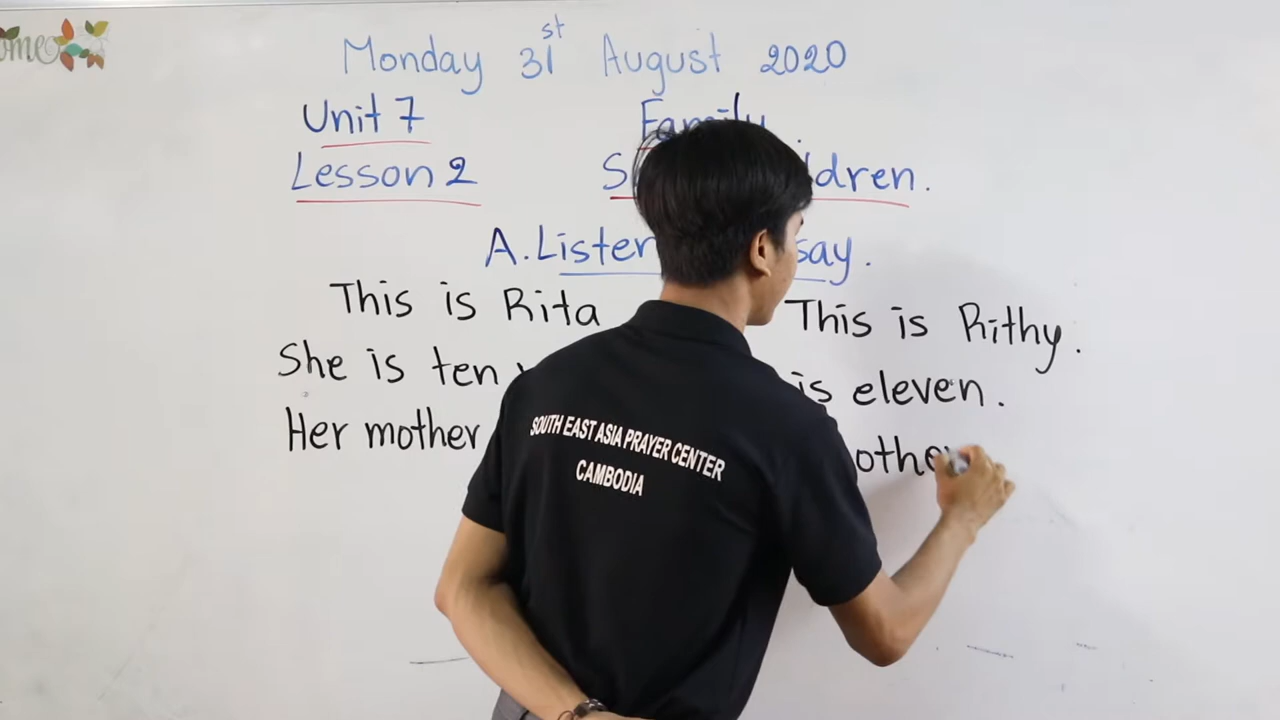 Monday 31st August 2020
Unit 7 Family
Lesson 2
A. Listen say.
This is Rita This is Rithy.
She is ten is eleven.
Her mother
SOUTH EAST ASIA PRAYER CENTER
CAMBODIA